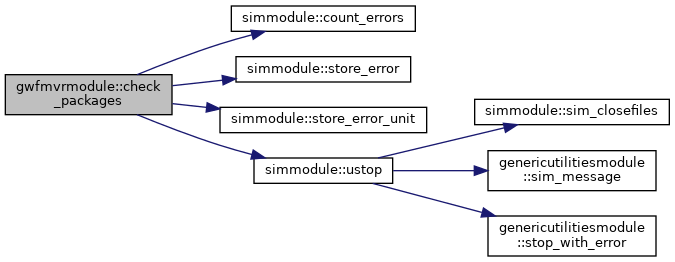 gwfmvrmodule::check
_packages
simmodule::count_errors
simmodule::store_error
simmodule::store_error_unit
simmodule::ustop
simmodule::sim_closefiles
genericutilitiesmodule
::sim_message
genericutilitiesmodule
::stop_with_error